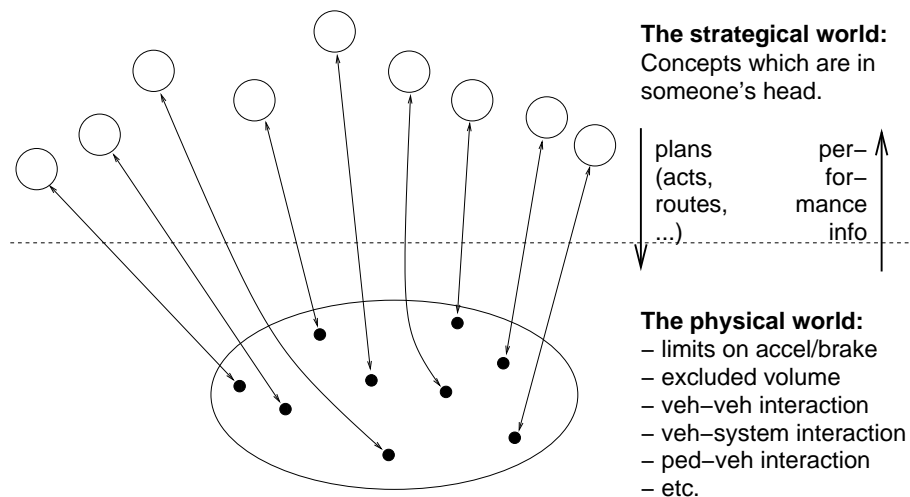 The strategical world:
Concepts which are in
someone's head.
plans
(acts,
routes,
...)
per−
for−
mance
info
The physical world:
− limits on accel/brake
− excluded volume
− veh−veh interaction
− veh−system interaction
− ped−veh interaction
− etc.